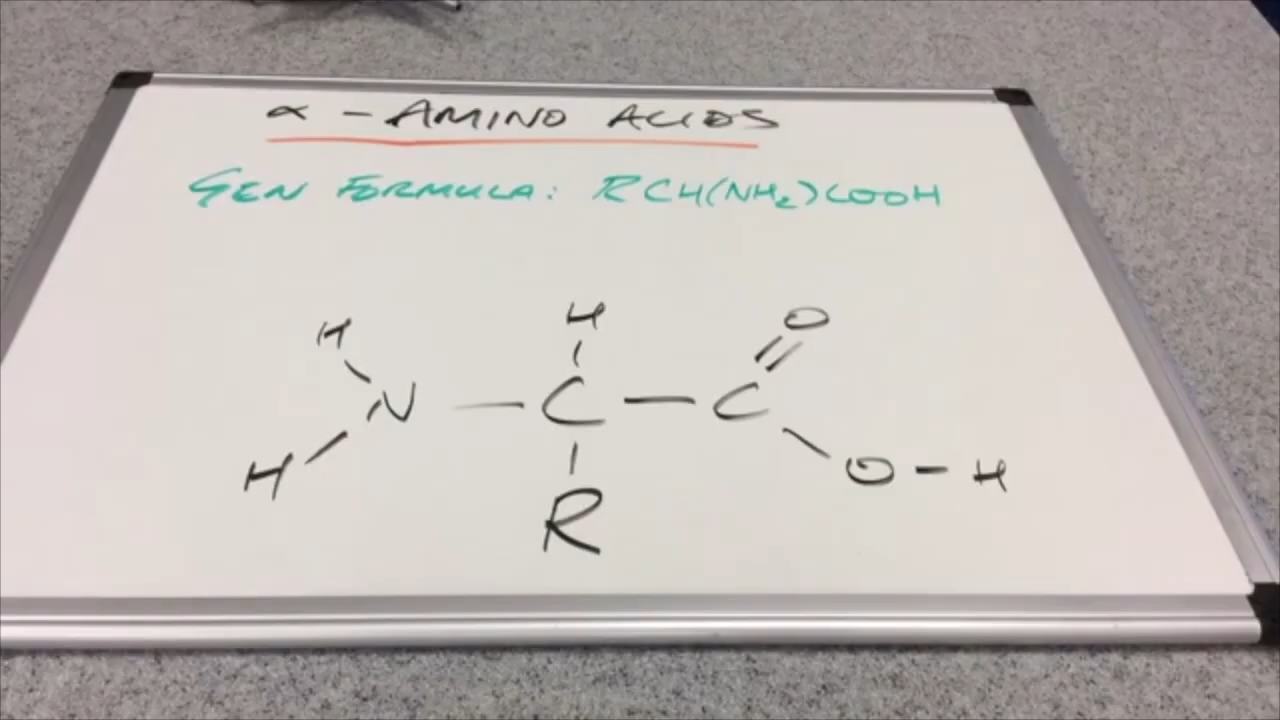 α - AMINO ACIDS
GEN FORMULA: RCH(NH₂)COOH
H H O
N — C — C
H O - H
R